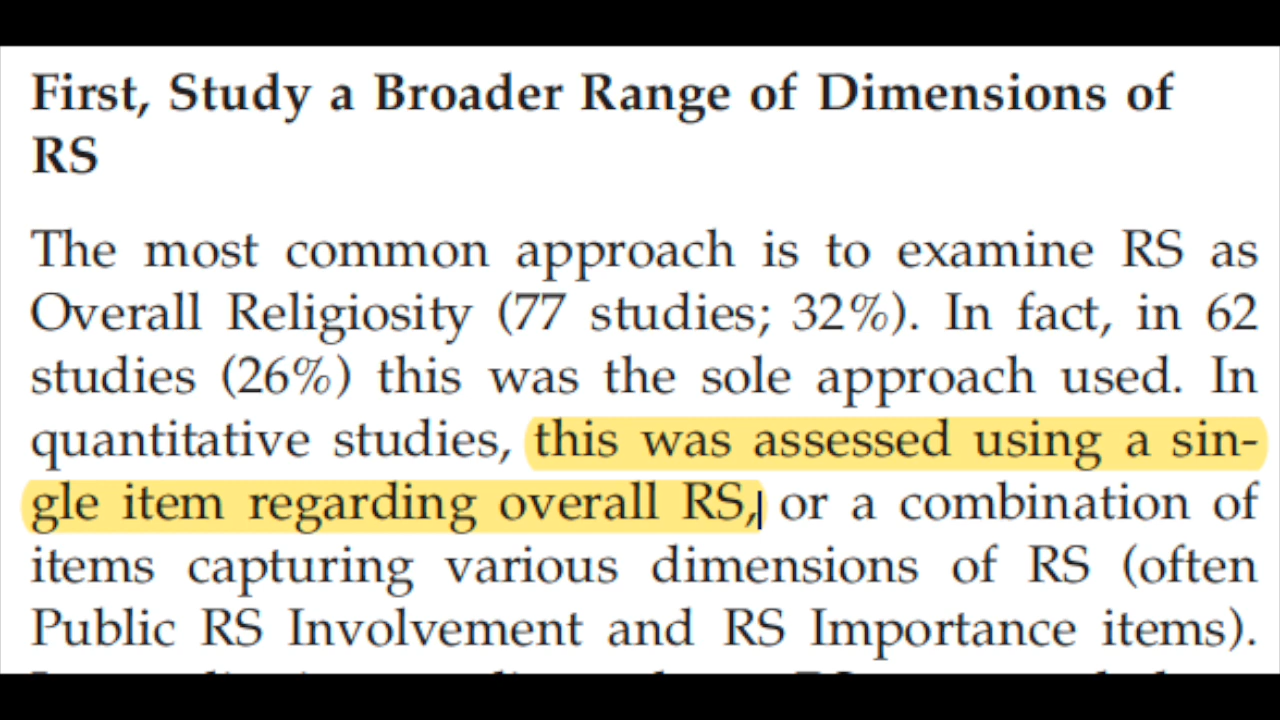 First, Study a Broader Range of Dimensions of
RS
The most common approach is to examine RS as
Overall Religiosity (77 studies; 32%). In fact, in 62
studies (26%) this was the sole approach used. In
quantitative studies, this was assessed using a sin-
gle item regarding overall RS, or a combination of
items capturing various dimensions of RS (often
Public RS Involvement and RS Importance items).